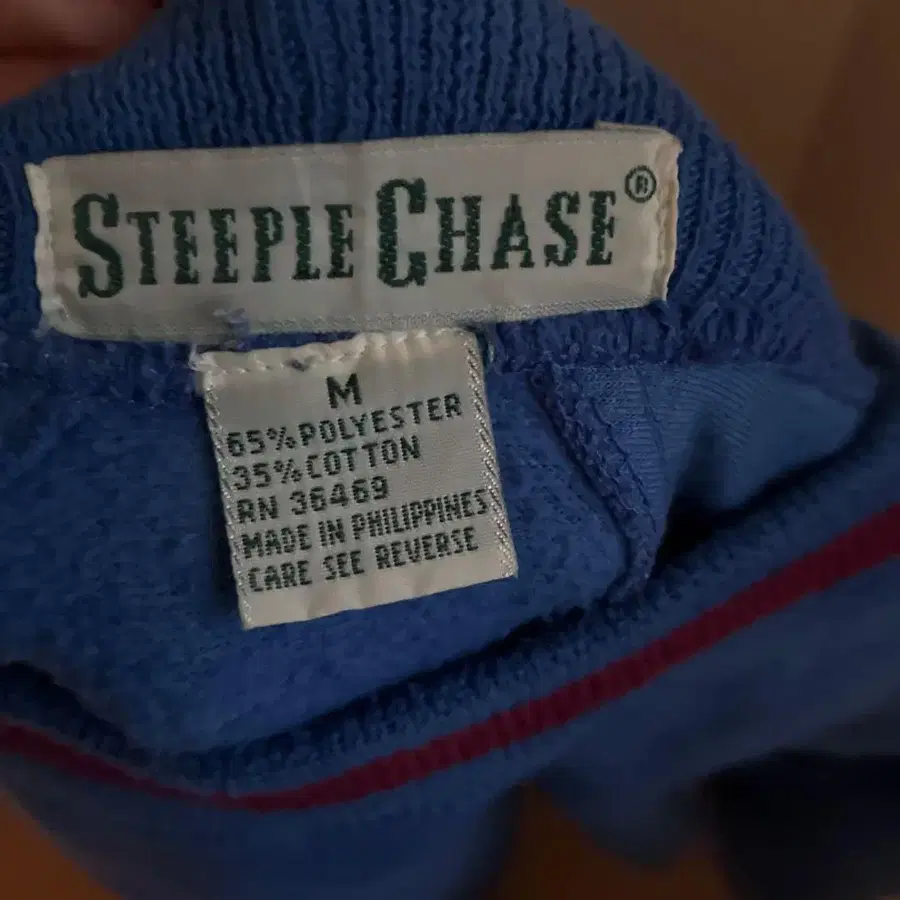 STEEPLE CHASE®
M
65% POLYESTER
35% COTTON
RN 36469
MADE IN PHILIPPINES
CARE SEE REVERSE